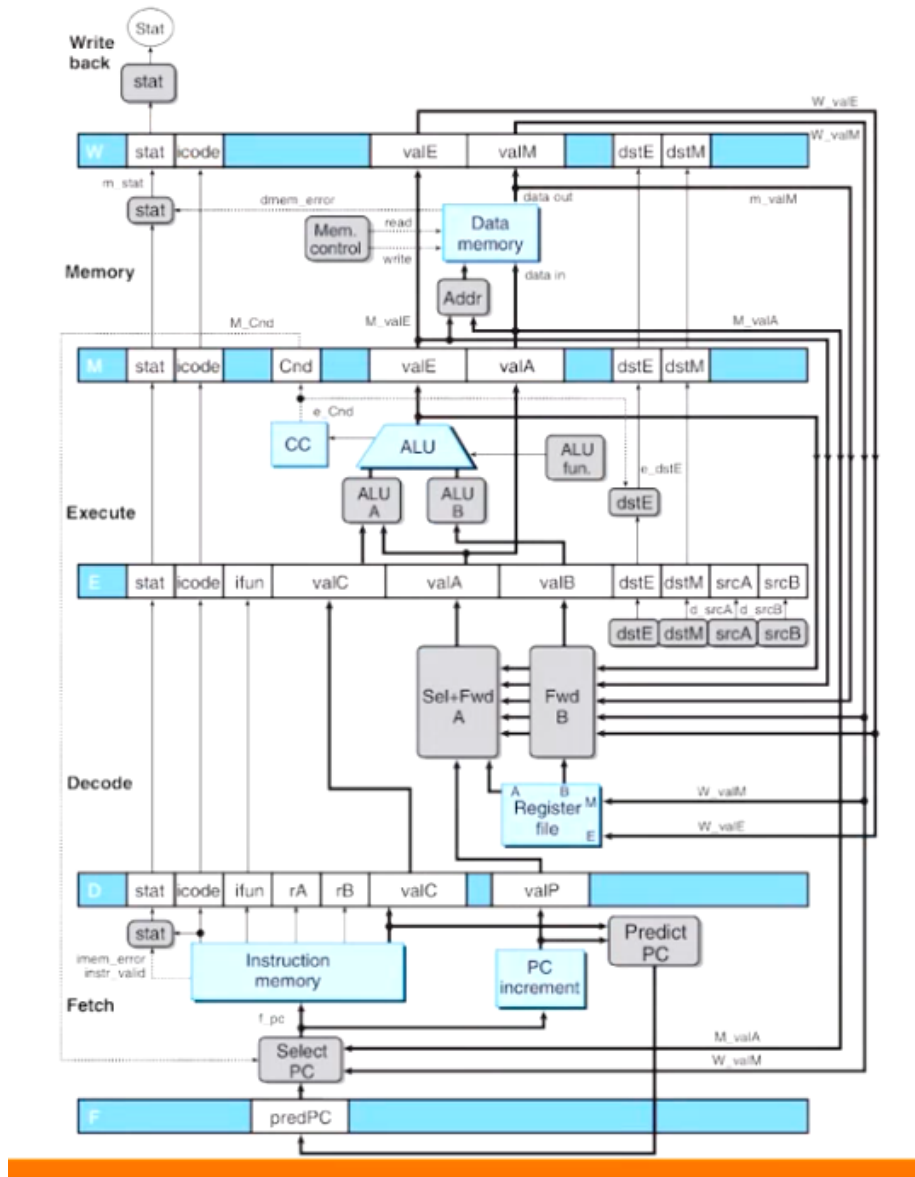 Stat
Write
back
stat
W_valE
W_valM
W stat icode valE valM dstE dstM
m_stat
data out
dmem_error
m_valM
stat
read
Mem.
control
Data
memory
write
Memory
data in
Addr
M_Cnd
M_valE
M_valA
M stat icode Cnd valE valA dstE dstM
e_Cnd
CC
ALU
ALU
fun.
e_dstE
ALU
A
ALU
B
dstE
Execute
E stat icode ifun valC valA valB dstE dstM srcA srcB
d_srcA d_srcB
dstE dstM srcA srcB
Sel+Fwd
A
Fwd
B
Decode
A B
M
Register
file
E
W_valM
W_valE
D stat icode ifun rA rB valC valP
stat
Predict
PC
imem_error
instr_valid
Instruction
memory
PC
increment
Fetch
f_pc
M_valA
Select
PC
W_valM
F predPC